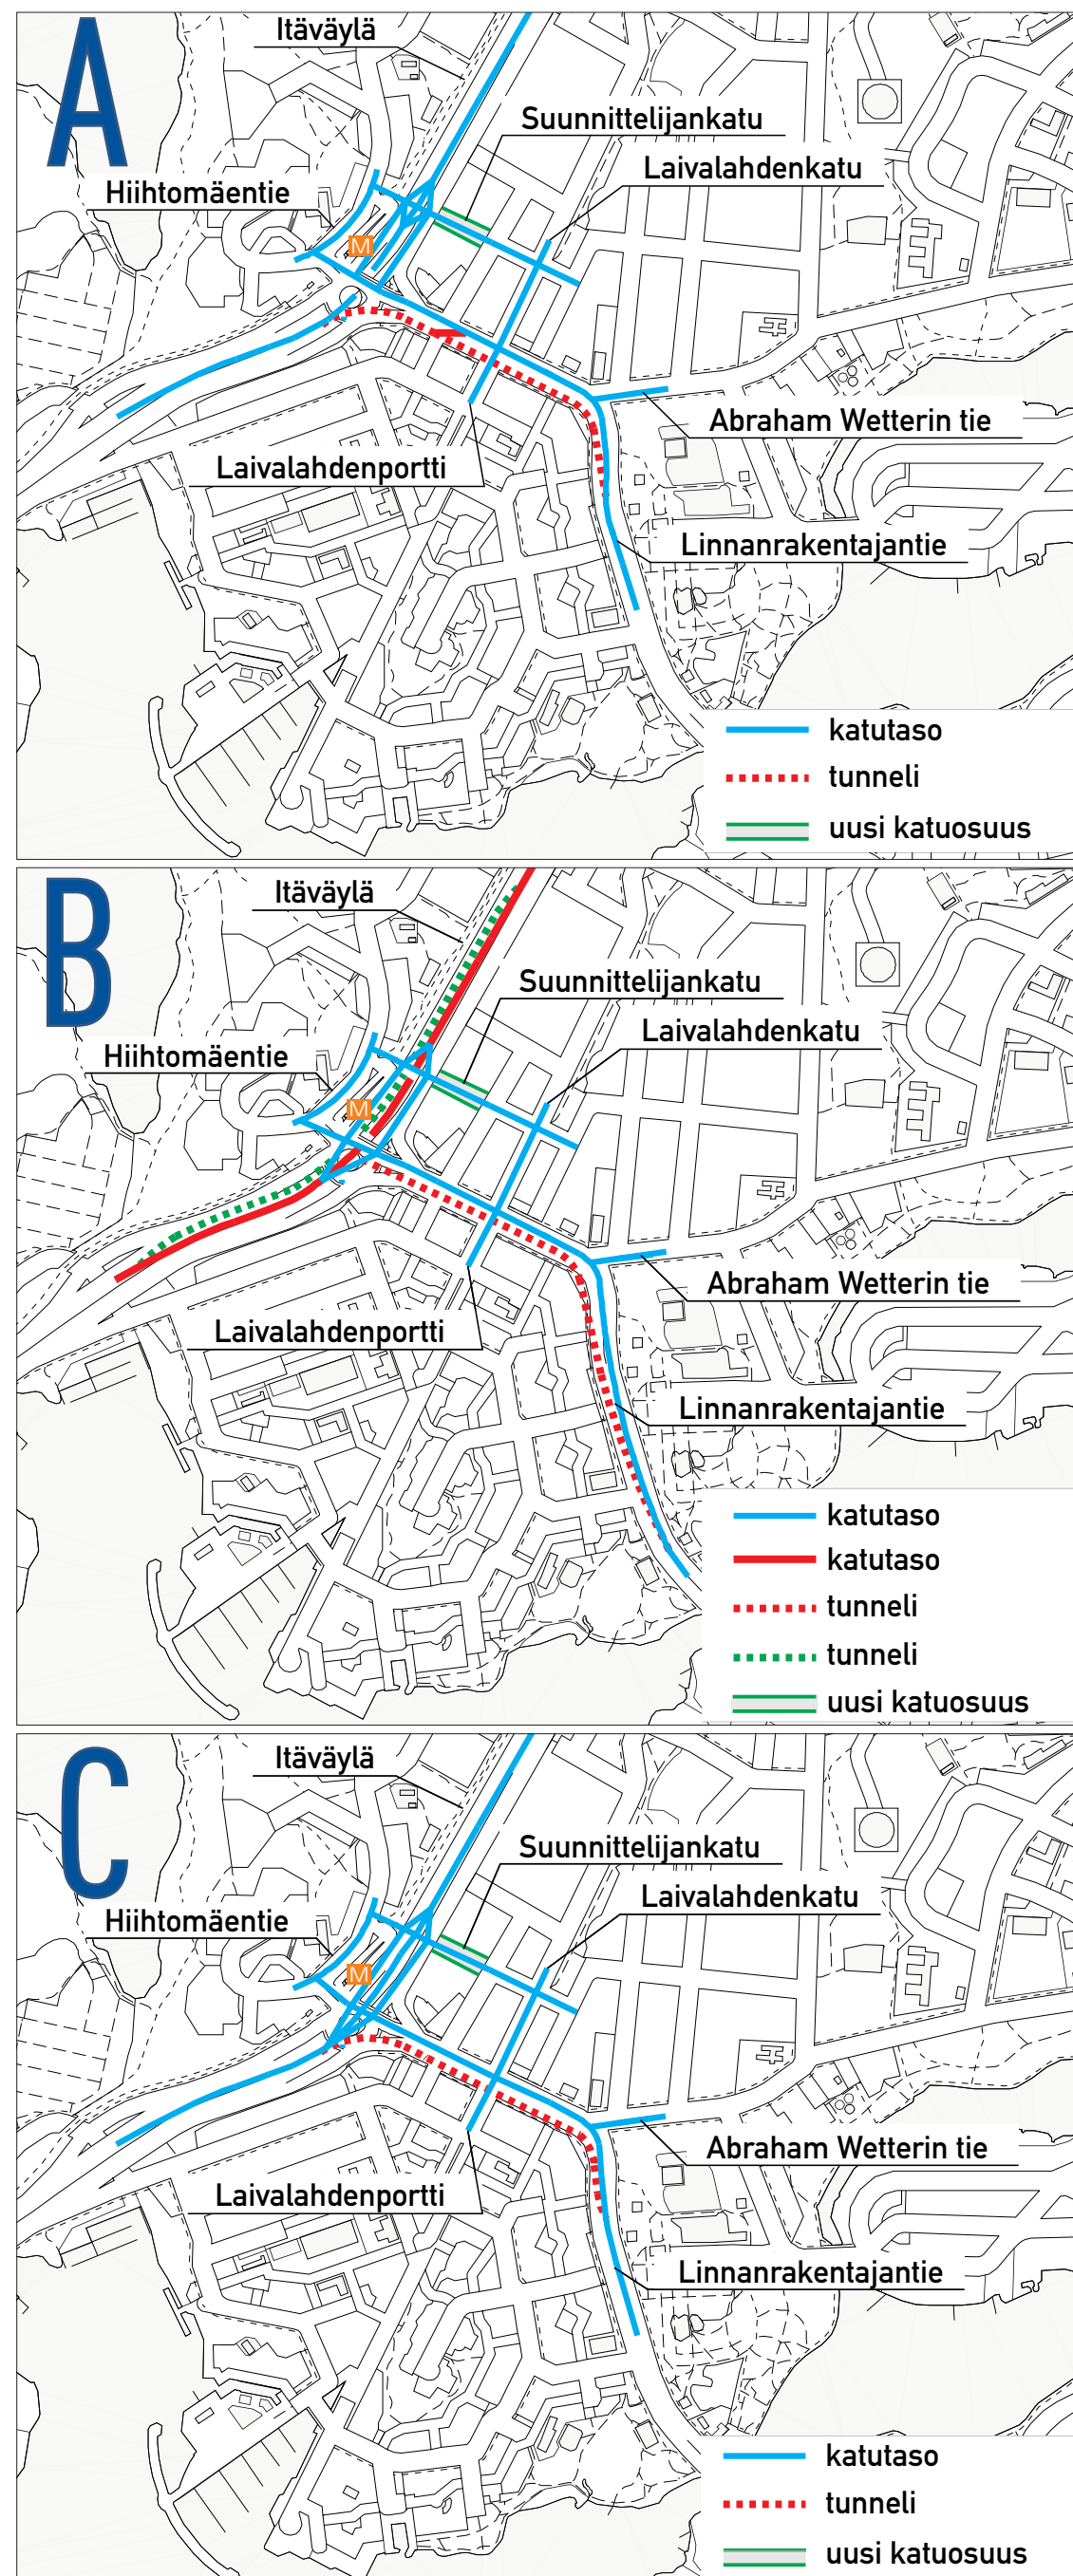 A
Itäväylä
Suunnittelijankatu
Laivalahdenkatu
Hiihtomäentie
M
Abraham Wetterin tie
Laivalahdenportti
Linnanrakentajantie
katutaso
tunneli
uusi katuosuus
B
Itäväylä
Suunnittelijankatu
Laivalahdenkatu
Hiihtomäentie
M
Abraham Wetterin tie
Laivalahdenportti
Linnanrakentajantie
katutaso
katutaso
tunneli
tunneli
uusi katuosuus
C
Itäväylä
Suunnittelijankatu
Laivalahdenkatu
Hiihtomäentie
M
Abraham Wetterin tie
Laivalahdenportti
Linnanrakentajantie
katutaso
tunneli
uusi katuosuus